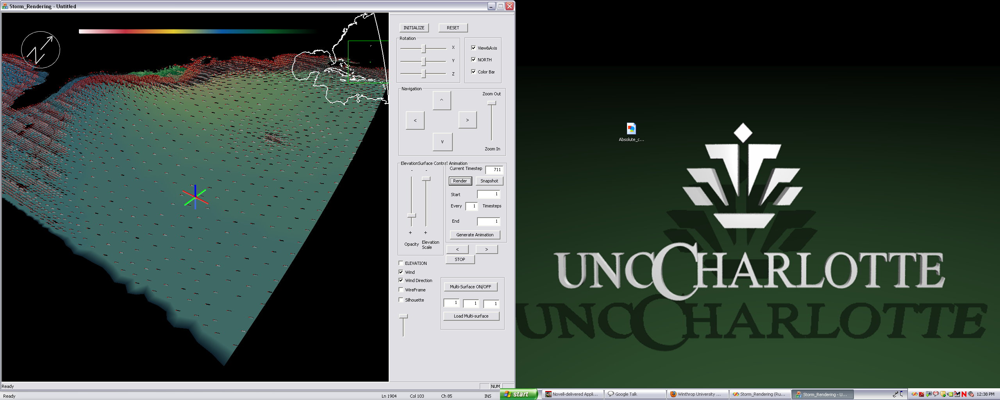 Storm_Rendering - Untitled
N
INITIALIZE
RESET
Rotation
X
Y
Z
View&Axis
NORTH
Color Bar
Navigation
^
<
>
V
Zoom Out
Zoom In
ElevationSurface Contral
- -
+ +
Opacity
Elevation
Scale
Animation
Current Timestep 711
Render
Snapshot
Start 1
Every 1 Timesteps
End 1
Generate Animation
< >
STOP
ELEVATION
Wind
Wind Direction
WireFrame
Silhouette
Multi-Surface ON/OFF
1 1 1
Load Multi-surface
Ready
NUM
Ready
Ln 1904 Col 103 Ch 85 INS
Absolute_c...
UNC CHARLOTTE
UNC CHARLOTTE
start
Novell-delivered Appli...
Google Talk
Winthrop University ...
Storm_Rendering (Ru...
Storm_Rendering - U...
12:38 PM